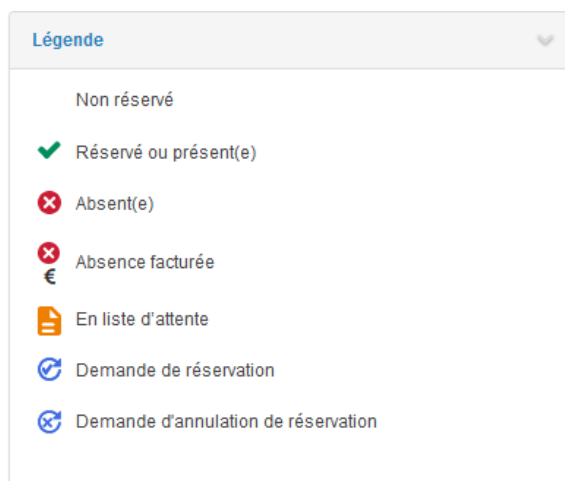 Légende
Non réservé
Réservé ou présent(e)
Absent(e)
€ Absence facturée
En liste d'attente
Demande de réservation
Demande d'annulation de réservation